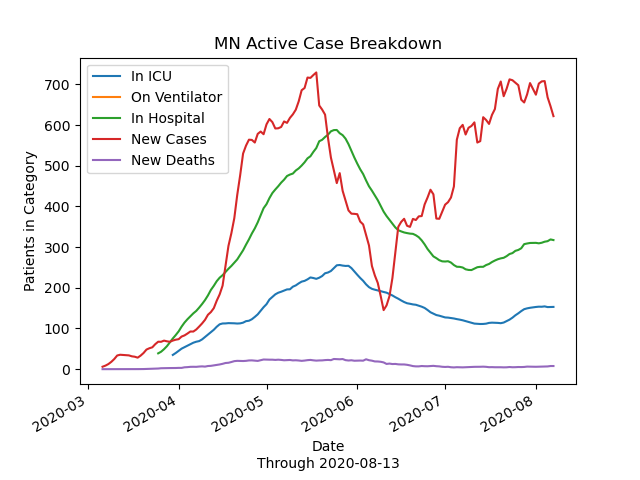 MN Active Case Breakdown
In ICU
On Ventilator
In Hospital
New Cases
New Deaths
Patients in Category
700
600
500
400
300
200
100
0
2020-03
2020-04
2020-05
2020-06
2020-07
2020-08
Date
Through 2020-08-13